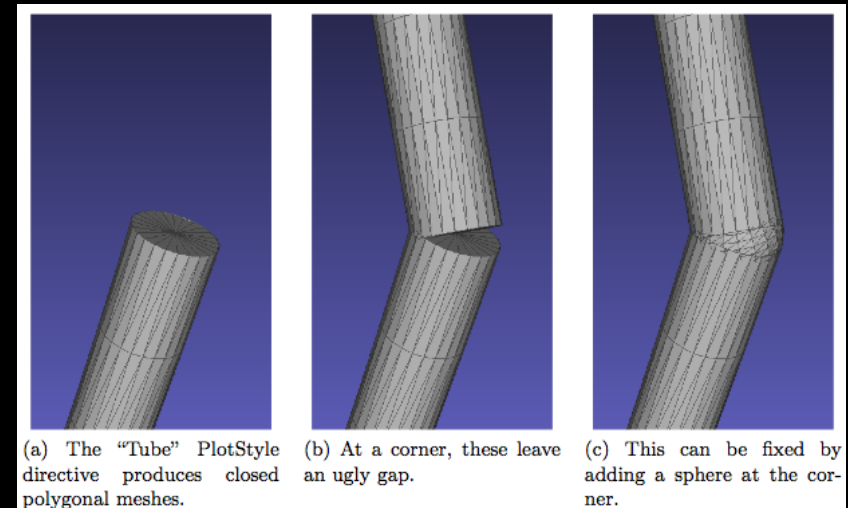 (a) The “Tube” PlotStyle
directive produces closed
polygonal meshes.
(b) At a corner, these leave
an ugly gap.
(c) This can be fixed by
adding a sphere at the cor-
ner.